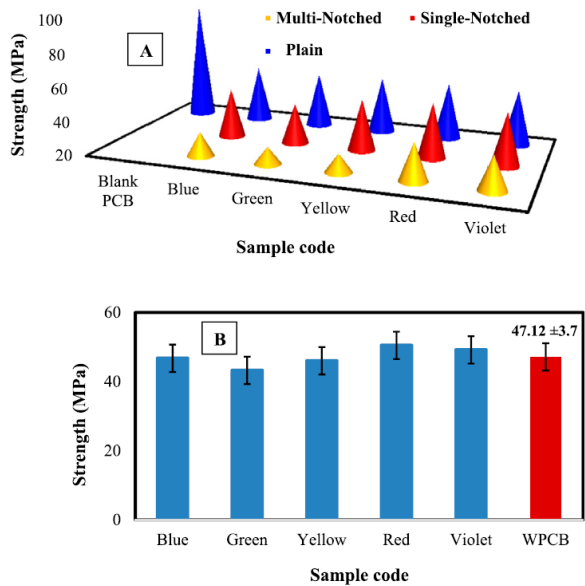 Multi-Notched
Single-Notched
Plain
A
Strength (MPa)
100
80
60
40
20
Blank
PCB
Blue
Green
Yellow
Red
Violet
Sample code
B
47.12 ±3.7
Strength (MPa)
60
40
20
0
Blue Green Yellow Red Violet WPCB
Sample code